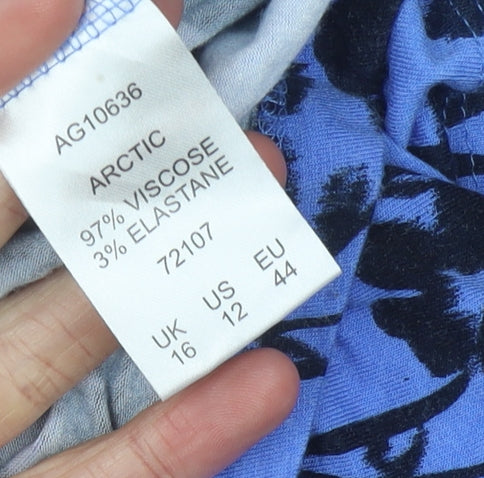 AG10636
ARCTIC
97% VISCOSE
3% ELASTANE
72107
UK US EU
16 12 44